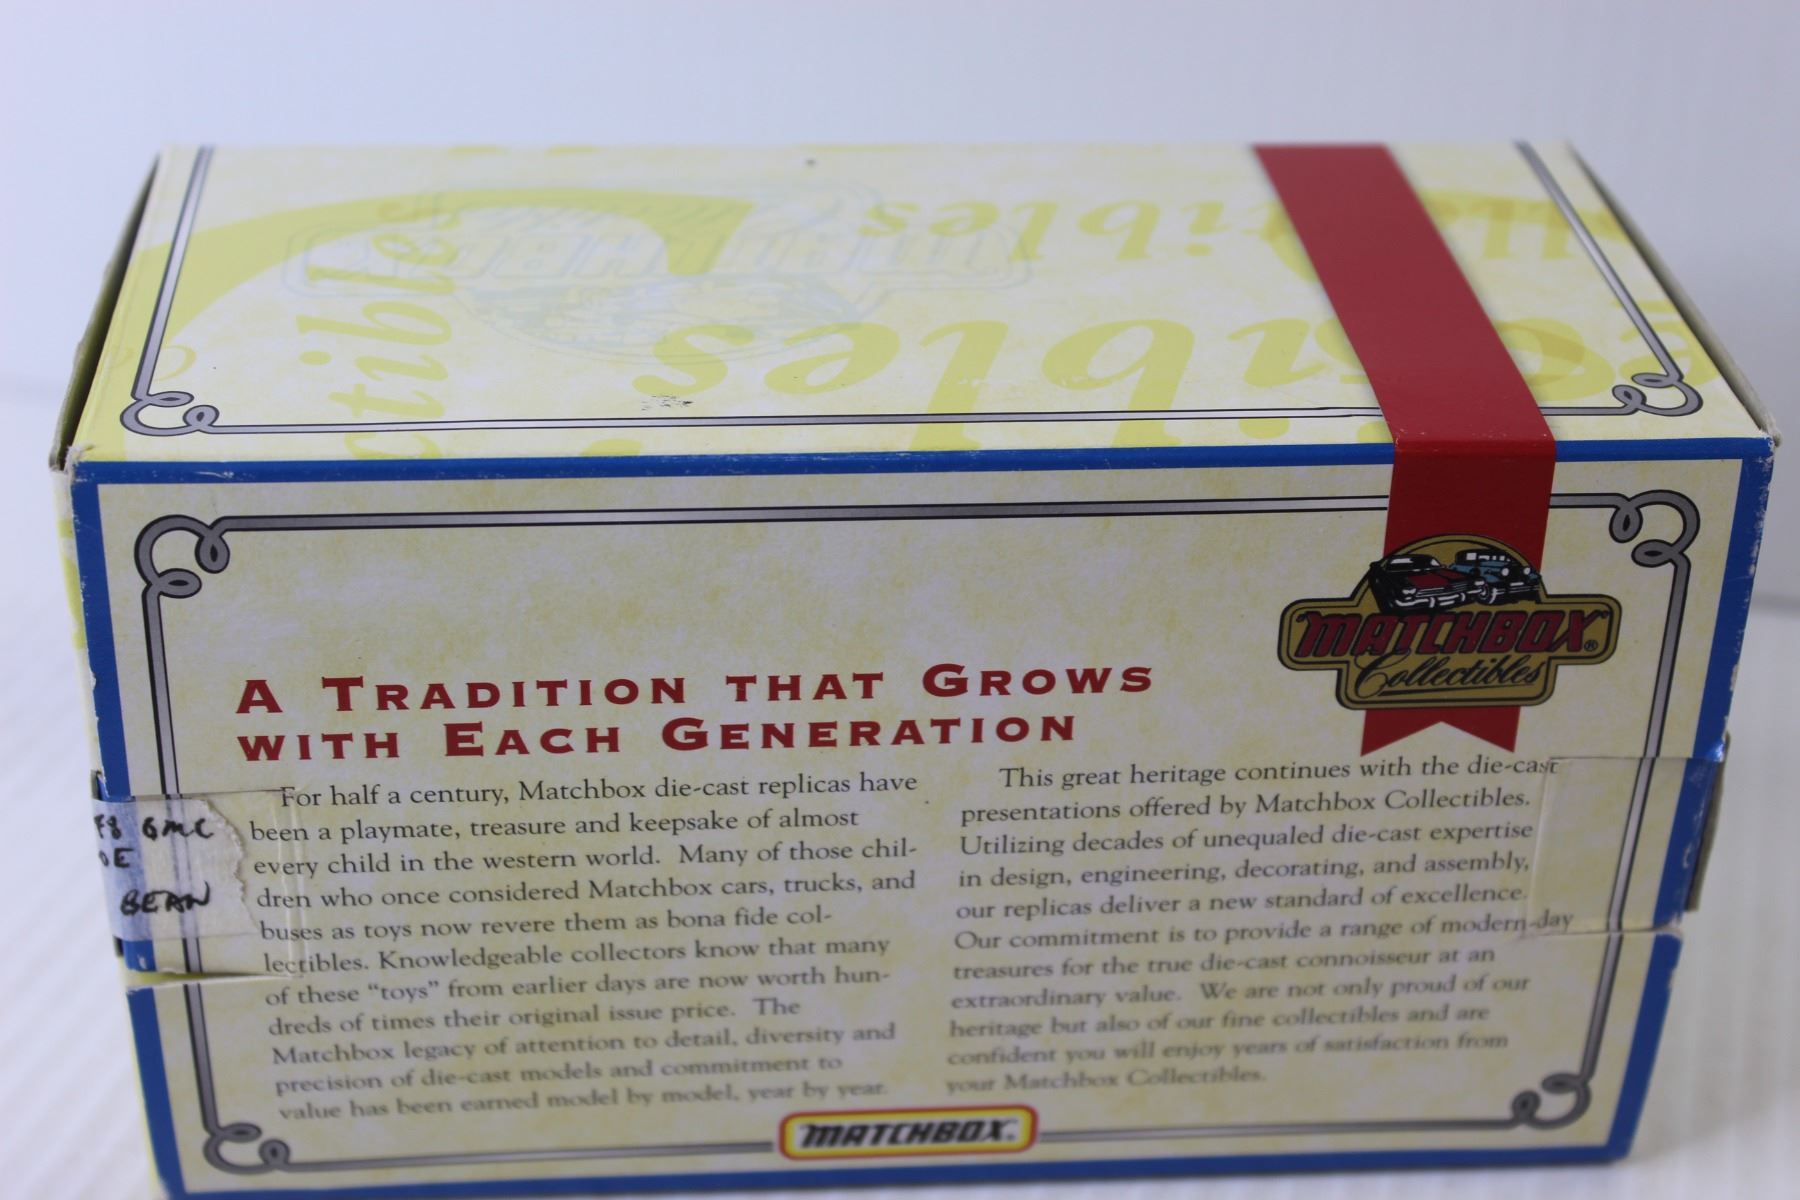 MATCHBOX®
Collectibles
A TRADITION THAT GROWS
WITH EACH GENERATION
For half a century, Matchbox die-cast replicas have
been a playmate, treasure and keepsake of almost
every child in the western world. Many of those chil-
dren who once considered Matchbox cars, trucks, and
buses as toys now revere them as bona fide col-
lectibles. Knowledgeable collectors know that many
of these “toys” from earlier days are now worth hun-
dreds of times their original issue price. The
Matchbox legacy of attention to detail, diversity and
precision of die-cast models and commitment to
value has been earned model by model, year by year.
This great heritage continues with the die-cast
presentations offered by Matchbox Collectibles.
Utilizing decades of unequaled die-cast expertise
in design, engineering, decorating, and assembly,
our replicas deliver a new standard of excellence.
Our commitment is to provide a range of modern-day
treasures for the true die-cast connoisseur at an
extraordinary value. We are not only proud of our
heritage but also of our fine collectibles and are
confident you will enjoy years of satisfaction from
your Matchbox Collectibles.
GMC
BEAN
MATCHBOX